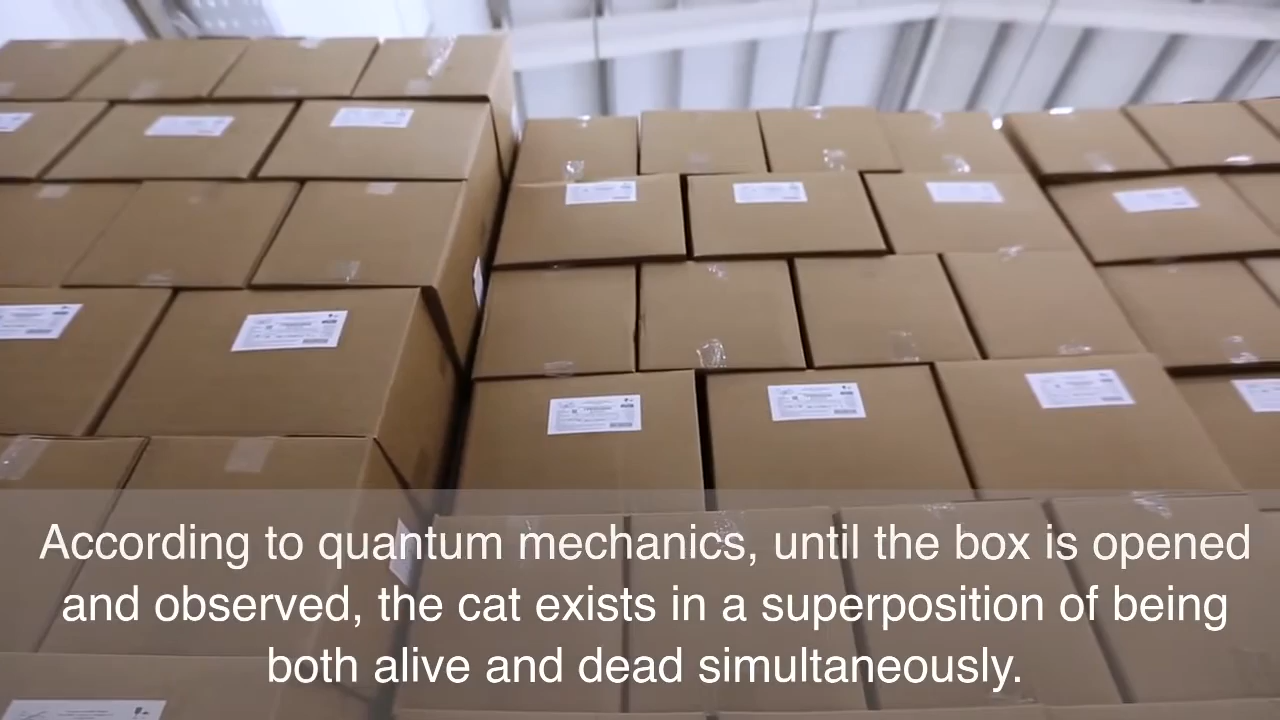 According to quantum mechanics, until the box is opened
and observed, the cat exists in a superposition of being
both alive and dead simultaneously.